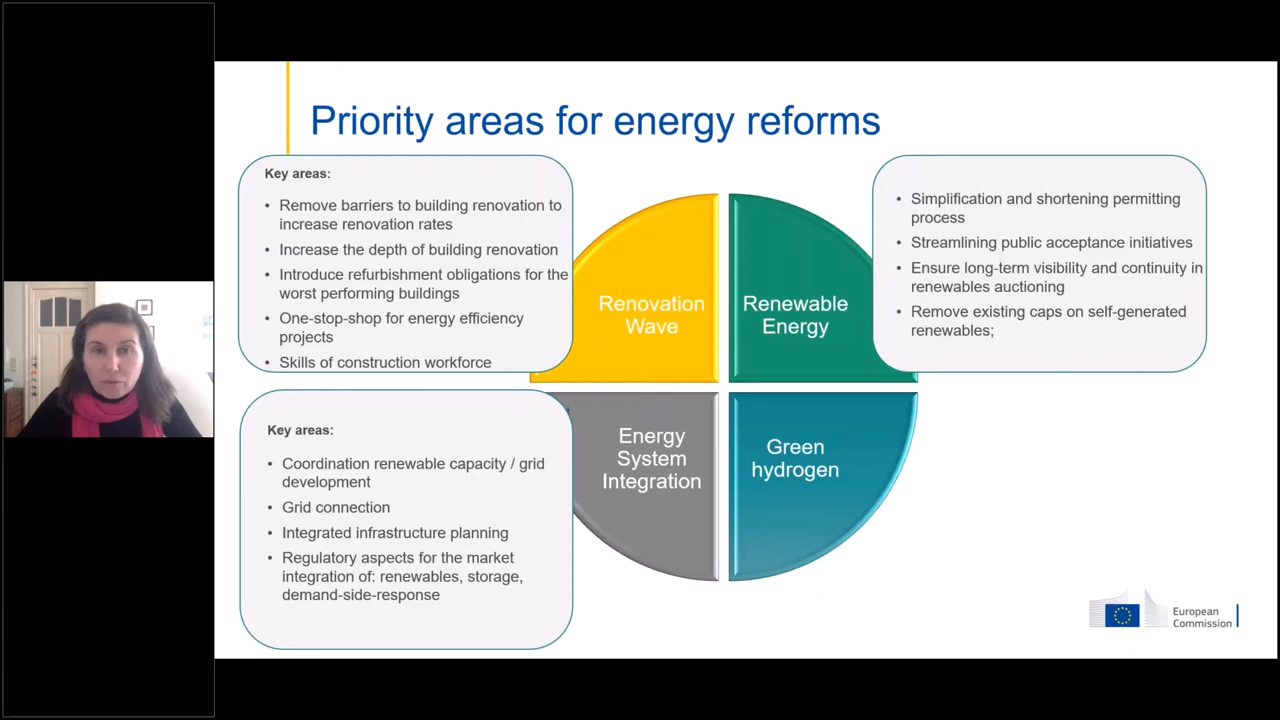 Priority areas for energy reforms
Key areas:
• Remove barriers to building renovation to
increase renovation rates
• Increase the depth of building renovation
• Introduce refurbishment obligations for the
worst performing buildings
• One-stop-shop for energy efficiency
projects
• Skills of construction workforce
Renovation
Wave
Renewable
Energy
• Simplification and shortening permitting
process
• Streamlining public acceptance initiatives
• Ensure long-term visibility and continuity in
renewables auctioning
• Remove existing caps on self-generated
renewables;
Key areas:
• Coordination renewable capacity / grid
development
• Grid connection
• Integrated infrastructure planning
• Regulatory aspects for the market
integration of: renewables, storage,
demand-side-response
Energy
System
Integration
Green
hydrogen
European
Commission